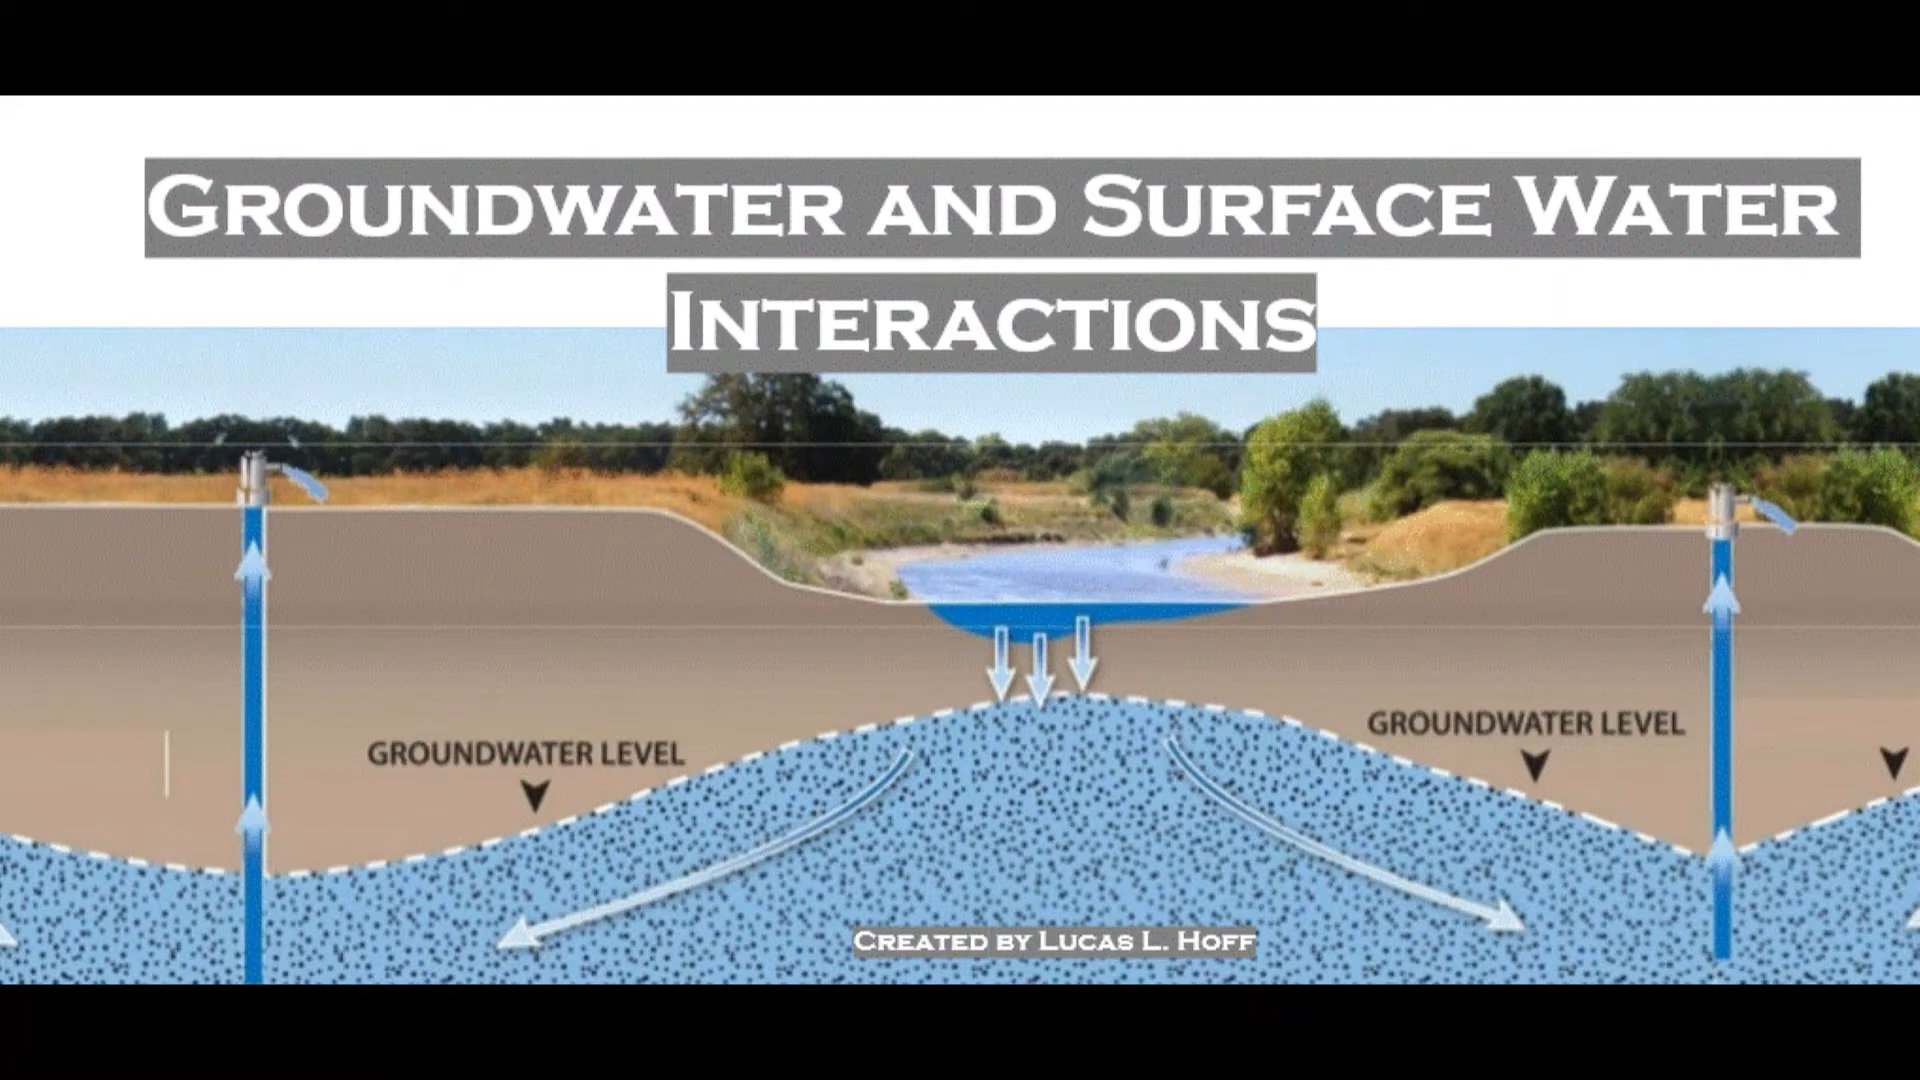 Groundwater and Surface Water
Interactions
GROUNDWATER LEVEL
GROUNDWATER LEVEL
Created by Lucas L. Hoff